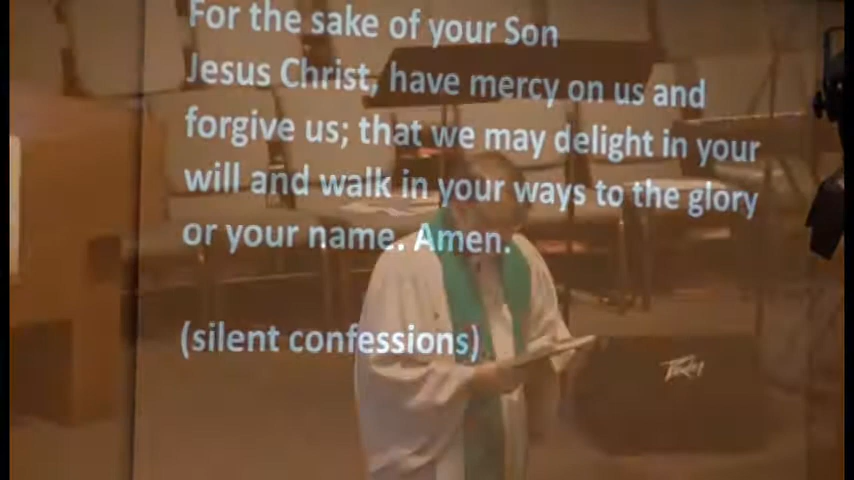 For the sake of your Son
Jesus Christ, have mercy on us and
forgive us; that we may delight in your
will and walk in your ways to the glory
or your name. Amen.
(silent confessions)